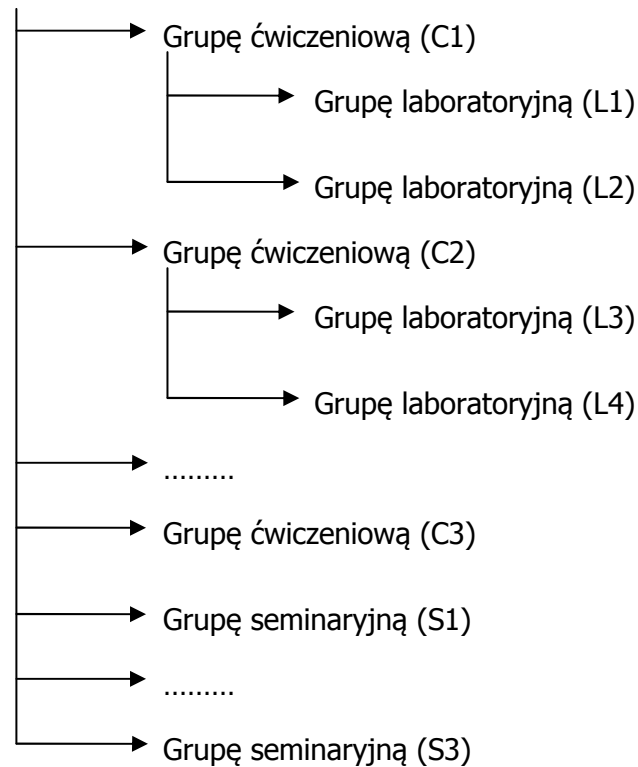 Grupę ćwiczeniową (C1)
Grupę laboratoryjną (L1)
Grupę laboratoryjną (L2)
Grupę ćwiczeniową (C2)
Grupę laboratoryjną (L3)
Grupę laboratoryjną (L4)
.........
Grupę ćwiczeniową (C3)
Grupę seminaryjną (S1)
.........
Grupę seminaryjną (S3)